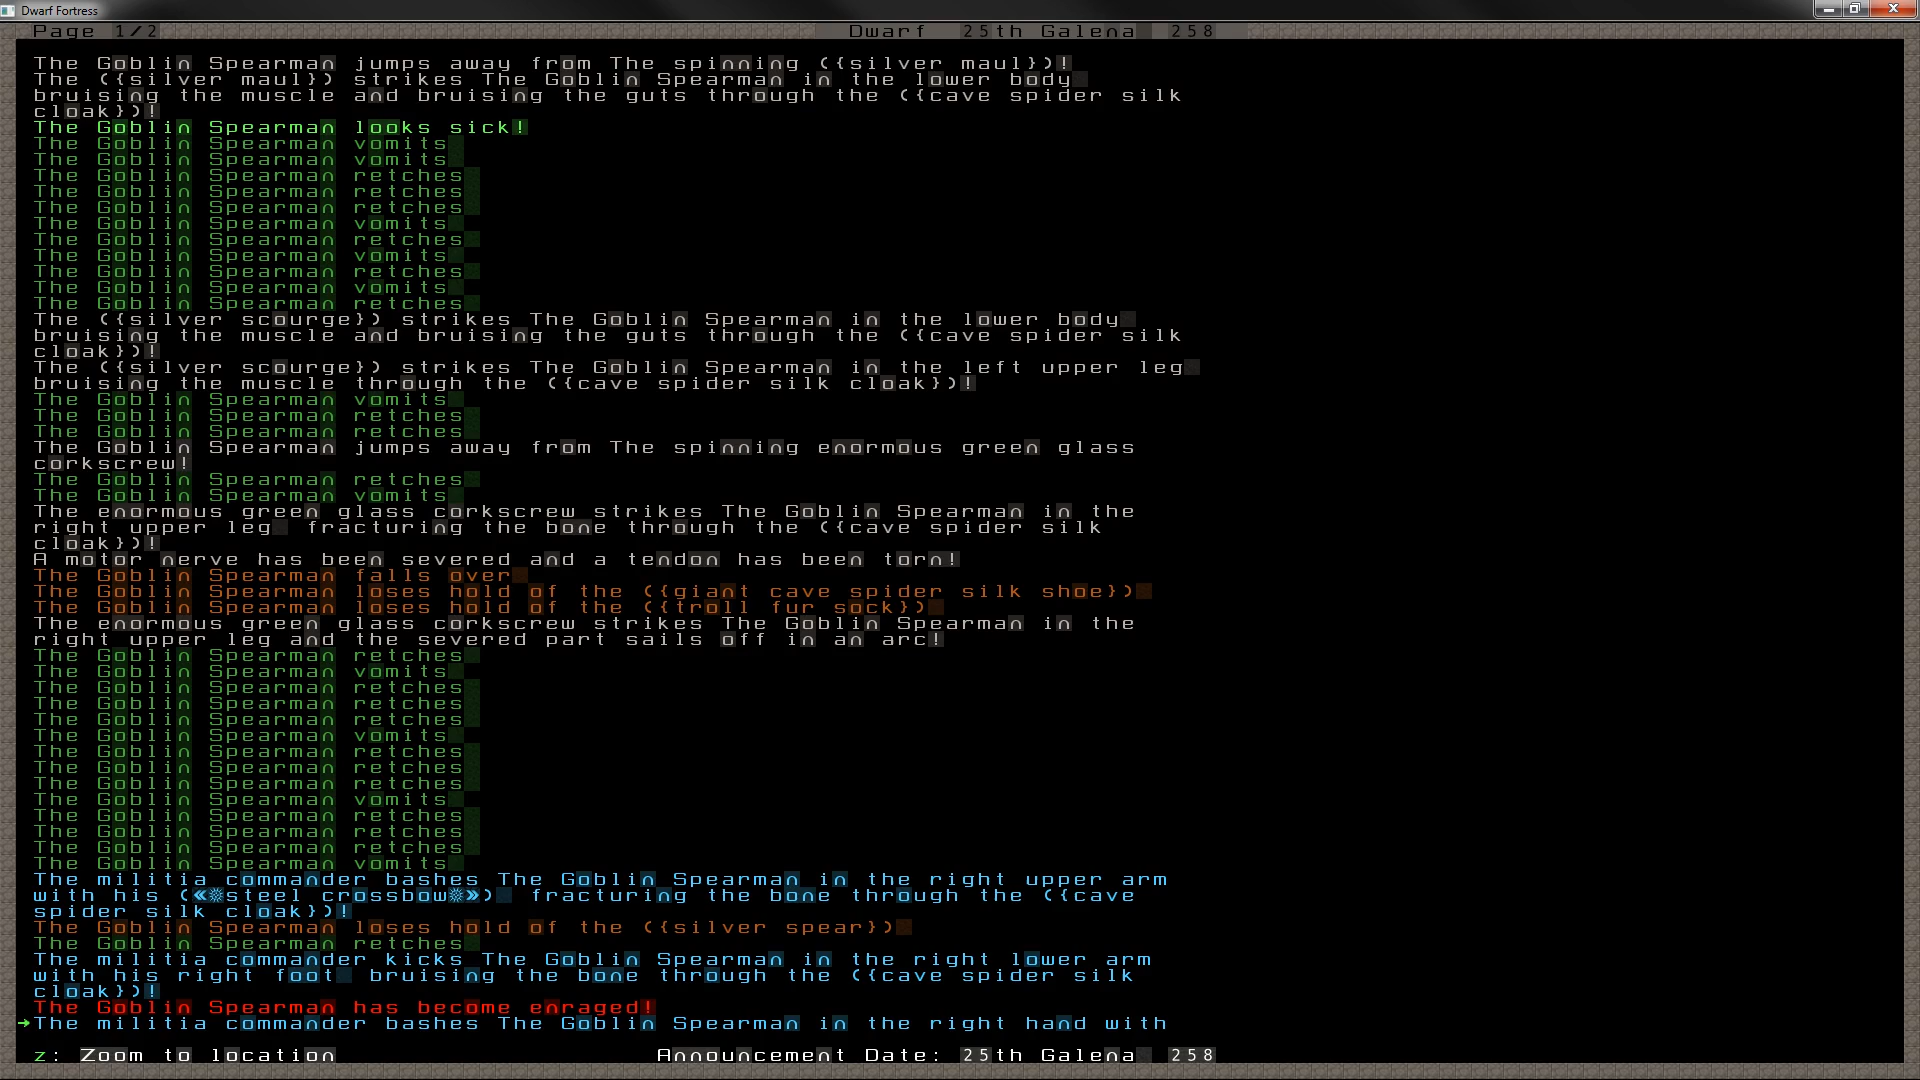 Dwarf Fortress
Page 1/2 Dwarf 25th Galena 258
The Goblin Spearman jumps away from The spinning ({silver maul})!
The ({silver maul}) strikes The Goblin Spearman in the lower body
bruising the muscle and bruising the guts through the ({cave spider silk
cloak})!
The Goblin Spearman looks sick!
The Goblin Spearman vomits
The Goblin Spearman vomits
The Goblin Spearman retches
The Goblin Spearman retches
The Goblin Spearman retches
The Goblin Spearman vomits
The Goblin Spearman retches
The Goblin Spearman vomits
The Goblin Spearman retches
The Goblin Spearman vomits
The Goblin Spearman retches
The ({silver scourge}) strikes The Goblin Spearman in the lower body
bruising the muscle and bruising the guts through the ({cave spider silk
cloak})!
The ({silver scourge}) strikes The Goblin Spearman in the left upper leg
bruising the muscle through the ({cave spider silk cloak})!
The Goblin Spearman vomits
The Goblin Spearman retches
The Goblin Spearman retches
The Goblin Spearman jumps away from The spinning enormous green glass
corkscrew!
The Goblin Spearman retches
The Goblin Spearman vomits
The enormous green glass corkscrew strikes The Goblin Spearman in the
right upper leg fracturing the bone through the ({cave spider silk
cloak})!
A motor nerve has been severed and a tendon has been torn!
The Goblin Spearman falls over
The Goblin Spearman loses hold of the ({giant cave spider silk shoe})
The Goblin Spearman loses hold of the ({troll fur sock})
The enormous green glass corkscrew strikes The Goblin Spearman in the
right upper leg and the severed part sails off in an arc!
The Goblin Spearman retches
The Goblin Spearman vomits
The Goblin Spearman retches
The Goblin Spearman retches
The Goblin Spearman retches
The Goblin Spearman vomits
The Goblin Spearman retches
The Goblin Spearman retches
The Goblin Spearman retches
The Goblin Spearman vomits
The Goblin Spearman retches
The Goblin Spearman retches
The Goblin Spearman retches
The Goblin Spearman vomits
The militia commander bashes The Goblin Spearman in the right upper arm
with his («☼steel crossbow☼») fracturing the bone through the ({cave
spider silk cloak})!
The Goblin Spearman loses hold of the ({silver spear})
The Goblin Spearman retches
The militia commander kicks The Goblin Spearman in the right lower arm
with his right foot bruising the bone through the ({cave spider silk
cloak})!
The Goblin Spearman has become enraged!
→The militia commander bashes The Goblin Spearman in the right hand with
z: Zoom to location Announcement Date: 25th Galena 258